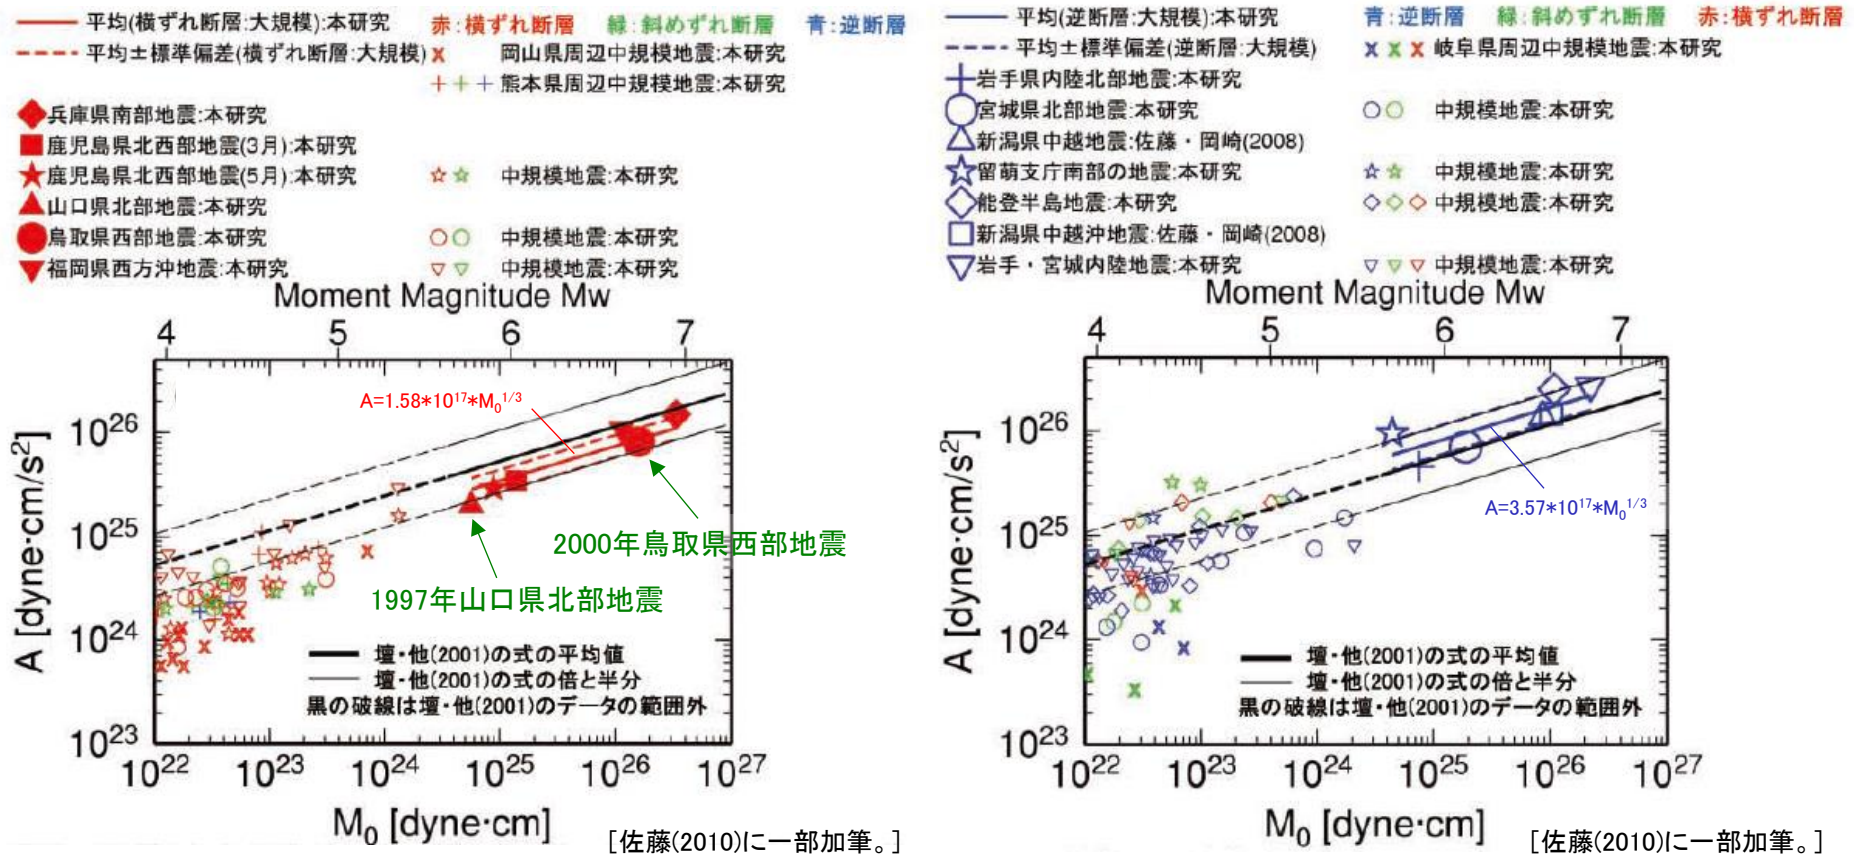 平均(横ずれ断層:大規模):本研究 赤:横ずれ断層 緑:斜めずれ断層 青:逆断層
平均±標準偏差(横ずれ断層:大規模) 岡山県周辺中規模地震:本研究
熊本県周辺中規模地震:本研究
兵庫県南部地震:本研究
鹿児島県北西部地震(3月):本研究
鹿児島県北西部地震(5月):本研究 中規模地震:本研究
山口県北部地震:本研究
鳥取県西部地震:本研究 中規模地震:本研究
福岡県西方沖地震:本研究 中規模地震:本研究
Moment Magnitude Mw
4 5 6 7
A=1.58*10^17*M₀^1/3
10^26
10^25
10^24
10^23
A [dyne·cm/s²]
2000年鳥取県西部地震
1997年山口県北部地震
壇・他(2001)の式の平均値
壇・他(2001)の式の倍と半分
黒の破線は壇・他(2001)のデータの範囲外
10^22 10^23 10^24 10^25 10^26 10^27
M₀ [dyne·cm]
[佐藤(2010)に一部加筆。]
平均(逆断層:大規模):本研究 青:逆断層 緑:斜めずれ断層 赤:横ずれ断層
平均±標準偏差(逆断層:大規模) 岐阜県周辺中規模地震:本研究
岩手県内陸北部地震:本研究
宮城県北部地震:本研究 中規模地震:本研究
新潟県中越地震:佐藤・岡崎(2008)
留萌支庁南部の地震:本研究 中規模地震:本研究
能登半島地震:本研究 中規模地震:本研究
新潟県中越沖地震:佐藤・岡崎(2008)
岩手・宮城内陸地震:本研究 中規模地震:本研究
Moment Magnitude Mw
4 5 6 7
10^26
10^25
10^24
10^23
A [dyne·cm/s²]
A=3.57*10^17*M₀^1/3
壇・他(2001)の式の平均値
壇・他(2001)の式の倍と半分
黒の破線は壇・他(2001)のデータの範囲外
10^22 10^23 10^24 10^25 10^26 10^27
M₀ [dyne·cm]
[佐藤(2010)に一部加筆。]